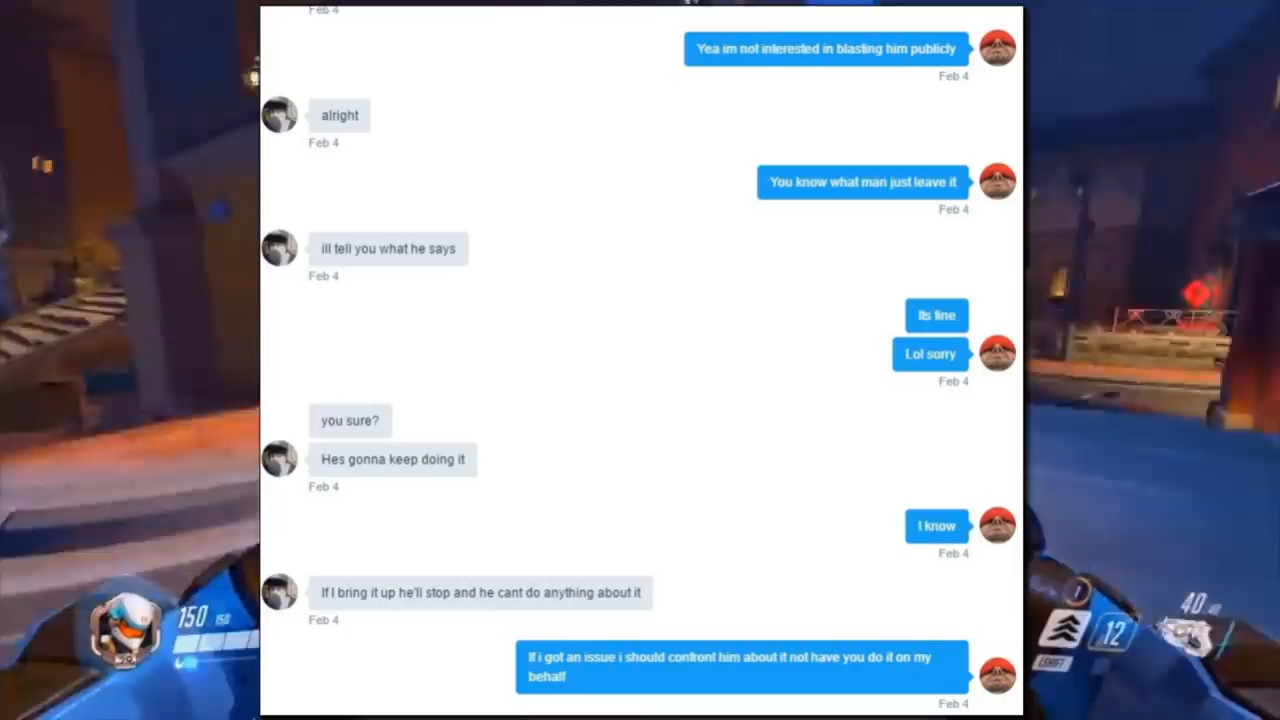 Feb 4
Yea im not interested in blasting him publicly
Feb 4
alright
Feb 4
You know what man just leave it
Feb 4
ill tell you what he says
Feb 4
Its fine
Lol sorry
Feb 4
you sure?
Hes gonna keep doing it
Feb 4
I know
Feb 4
If I bring it up he'll stop and he cant do anything about it
Feb 4
If i got an issue i should confront him about it not have you do it on my
behalf
Feb 4
150
12
LSHIFT
40